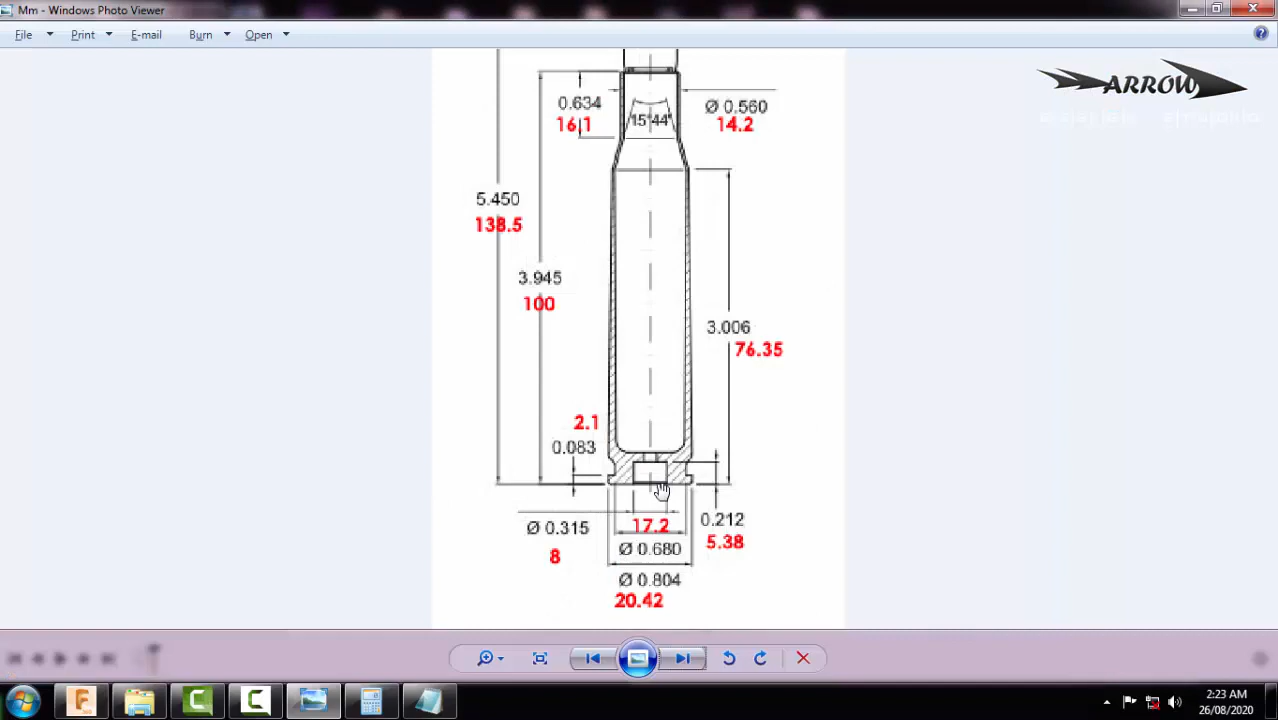 Mm - Windows Photo Viewer
File Print E-mail Burn Open
ARROW
0.634
16.1
15°44'
Ø 0.560
14.2
5.450
138.5
3.945
100
3.006
76.35
2.1
0.083
Ø 0.315
8
17.2
Ø 0.680
0.212
5.38
Ø 0.804
20.42
2:23 AM
26/08/2020